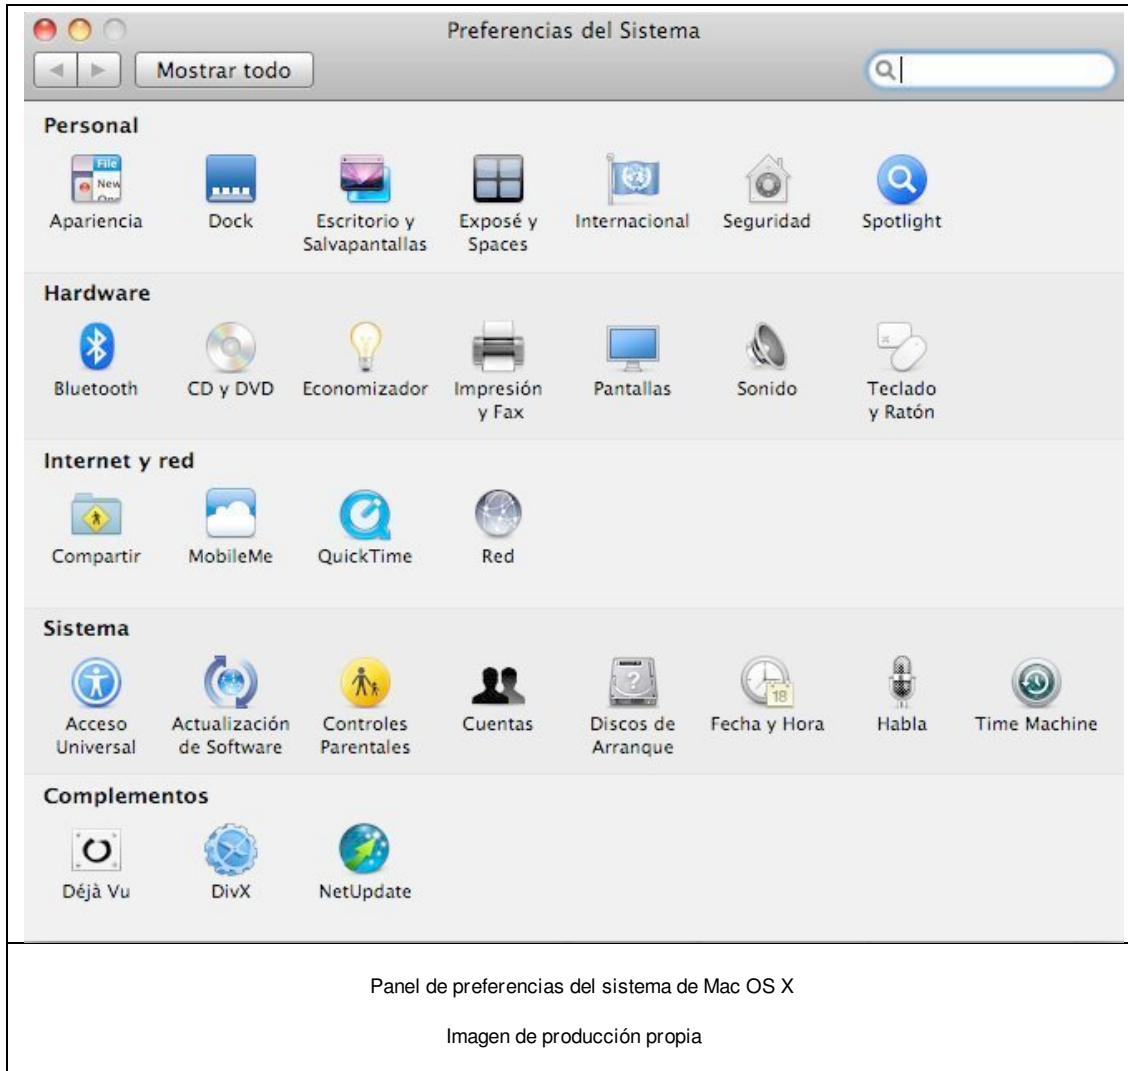 Preferencias del Sistema
Mostrar todo
Personal
File
New
Apariencia
Dock
Escritorio y
Salvapantallas
Exposé y
Spaces
Internacional
Seguridad
Spotlight
Hardware
Bluetooth
CD y DVD
Economizador
Impresión
y Fax
Pantallas
Sonido
Teclado
y Ratón
Internet y red
Compartir
MobileMe
QuickTime
Red
Sistema
?
18
Acceso
Universal
Actualización
de Software
Controles
Parentales
Cuentas
Discos de
Arranque
Fecha y Hora
Habla
Time Machine
Complementos
Déjà Vu
DivX
NetUpdate
Panel de preferencias del sistema de Mac OS X
Imagen de producción propia